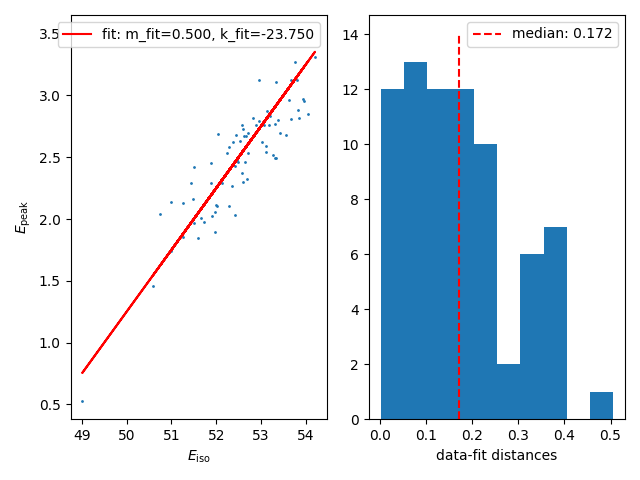 fit: m_fit=0.500, k_fit=-23.750
median: 0.172
3.5
3.0
2.5
2.0
1.5
1.0
0.5
E_peak
49 50 51 52 53 54
E_iso
14
12
10
8
6
4
2
0
0.0 0.1 0.2 0.3 0.4 0.5
data-fit distances